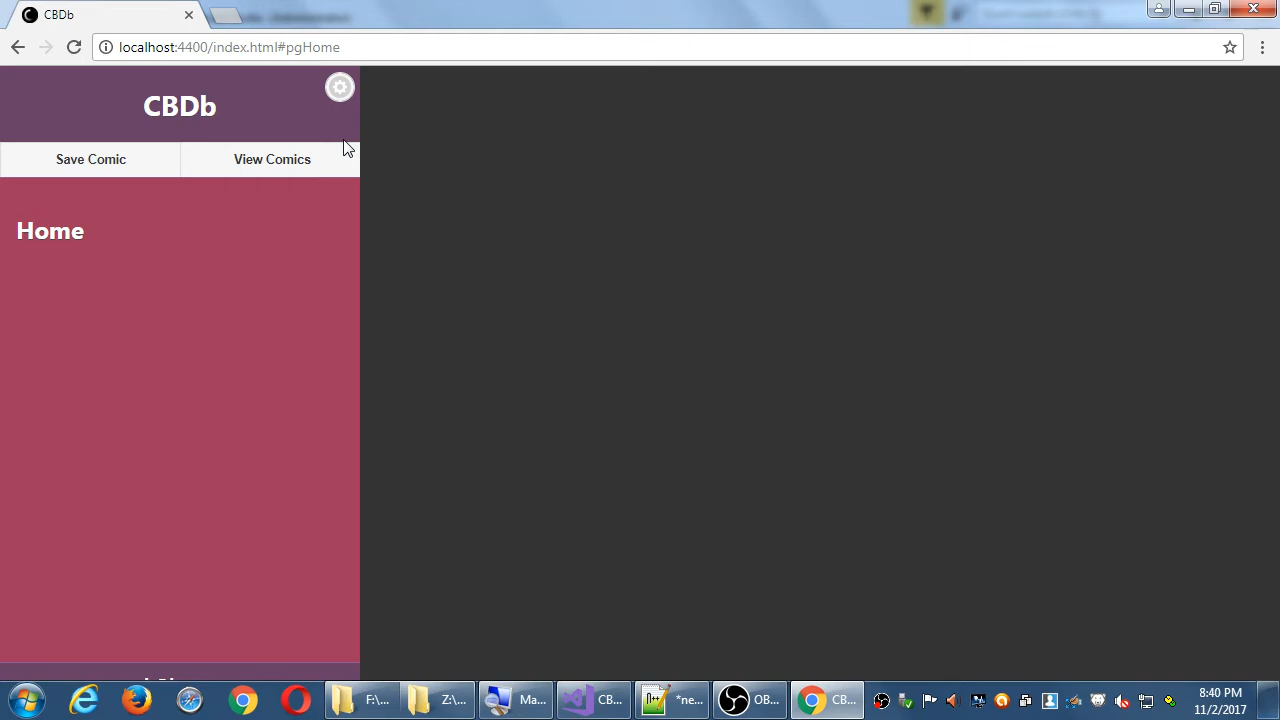 CBDb
localhost:4400/index.html#pgHome
CBDb
Save Comic
View Comics
Home
F:\...
Z:\...
Ma...
CB...
*ne...
OB...
CB...
8:40 PM
11/2/2017